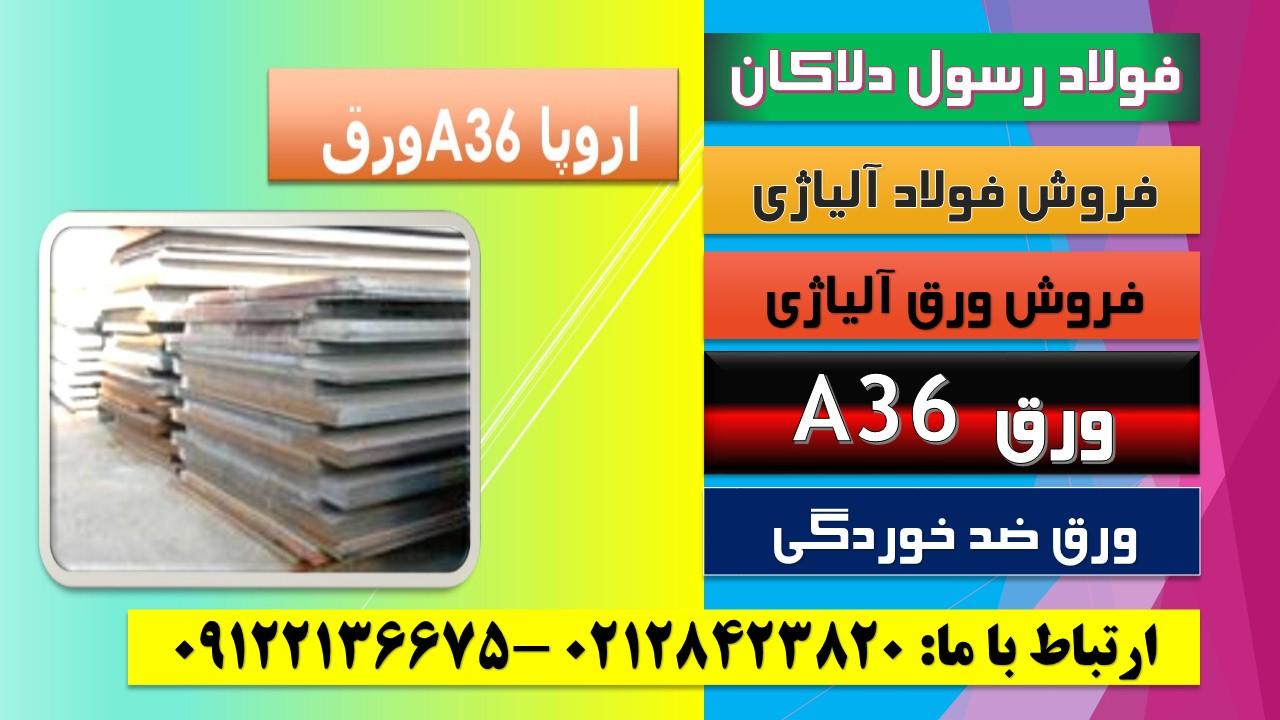 فولاد رسول دلاکان
اروپا A36ورق
فروش فولاد آلیاژی
فروش ورق آلیاژی
ورق A36
ورق ضد خوردگی
ارتباط با ما: ۰۲۱۲۸۴۲۳۸۲۰ –۰۹۱۲۲۱۳۶۶۷۵